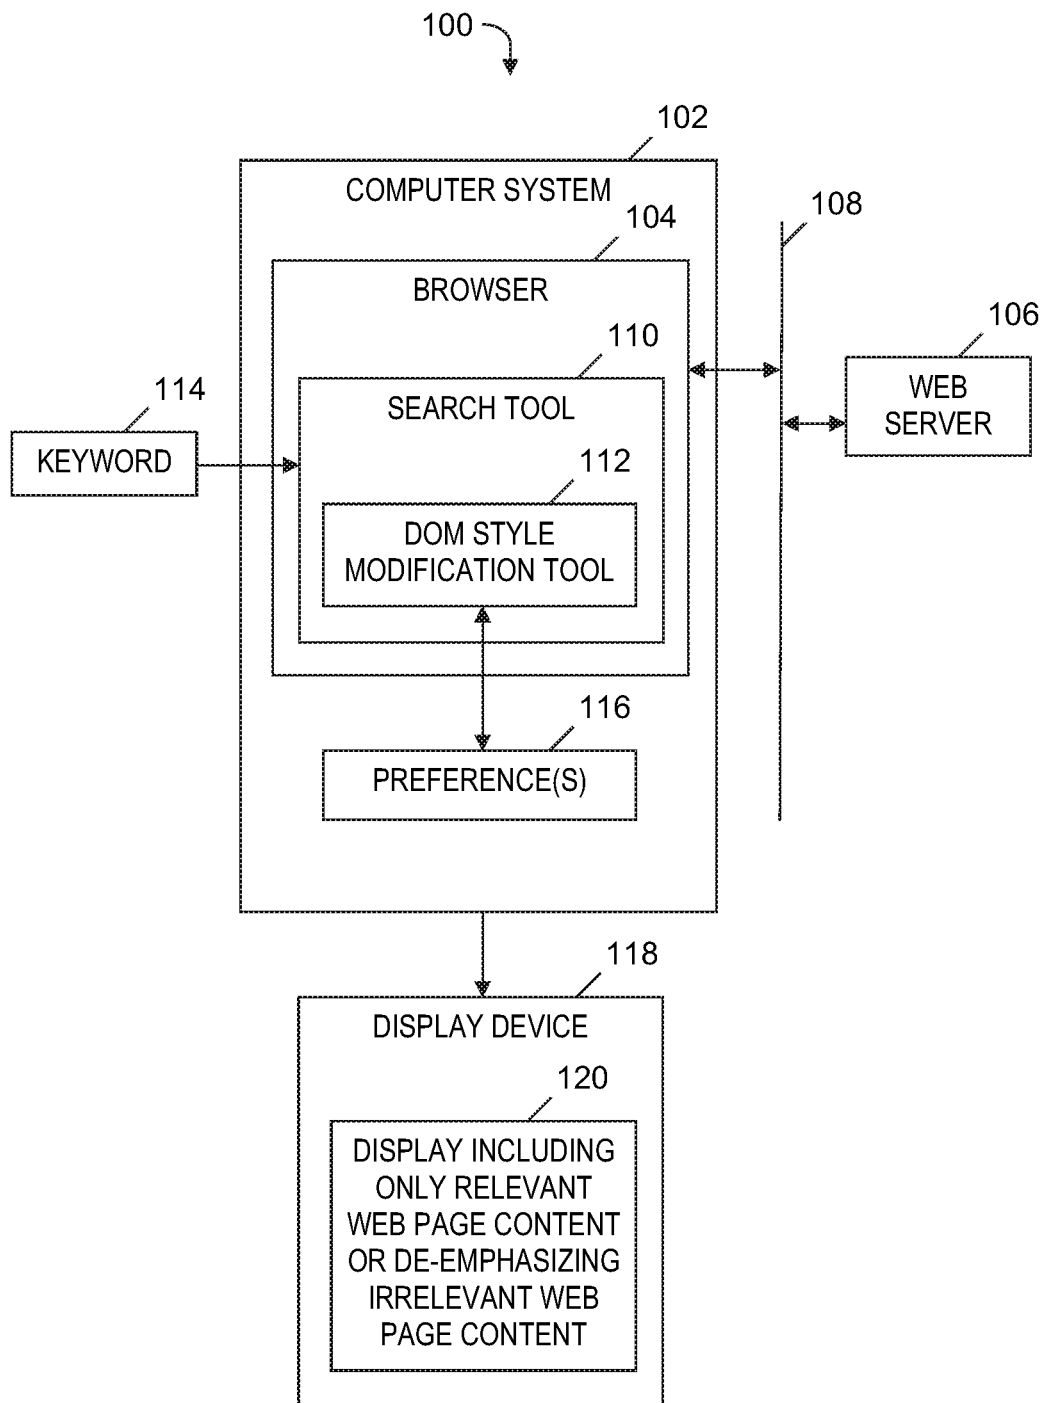 100
102
COMPUTER SYSTEM
104
108
BROWSER
106
110
WEB
SERVER
114
SEARCH TOOL
KEYWORD
112
DOM STYLE
MODIFICATION TOOL
116
PREFERENCE(S)
118
DISPLAY DEVICE
120
DISPLAY INCLUDING
ONLY RELEVANT
WEB PAGE CONTENT
OR DE-EMPHASIZING
IRRELEVANT WEB
PAGE CONTENT